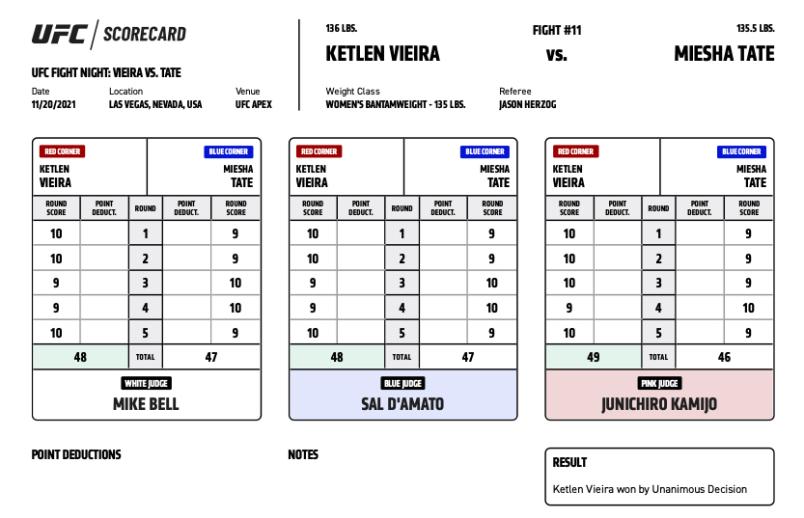 UFC / SCORECARD
UFC FIGHT NIGHT: VIEIRA VS. TATE
Date Location Venue
11/20/2021 LAS VEGAS, NEVADA, USA UFC APEX
136 LBS. FIGHT #11 135.5 LBS.
KETLEN VIEIRA VS. MIESHA TATE
Weight Class Referee
WOMEN'S BANTAMWEIGHT - 135 LBS. JASON HERZOG
RED CORNER BLUE CORNER
KETLEN MIESHA
VIEIRA TATE
ROUND SCORE POINT DEDUCT. ROUND POINT DEDUCT. ROUND SCORE
10 1 9
10 2 9
9 3 10
9 4 10
10 5 9
48 TOTAL 47
WHITE JUDGE
MIKE BELL
RED CORNER BLUE CORNER
KETLEN MIESHA
VIEIRA TATE
ROUND SCORE POINT DEDUCT. ROUND POINT DEDUCT. ROUND SCORE
10 1 9
10 2 9
9 3 10
9 4 10
10 5 9
48 TOTAL 47
BLUE JUDGE
SAL D'AMATO
RED CORNER BLUE CORNER
KETLEN MIESHA
VIEIRA TATE
ROUND SCORE POINT DEDUCT. ROUND POINT DEDUCT. ROUND SCORE
10 1 9
10 2 9
10 3 9
9 4 10
10 5 9
49 TOTAL 46
PINK JUDGE
JUNICHIRO KAMIJO
POINT DEDUCTIONS
NOTES
RESULT
Ketlen Vieira won by Unanimous Decision